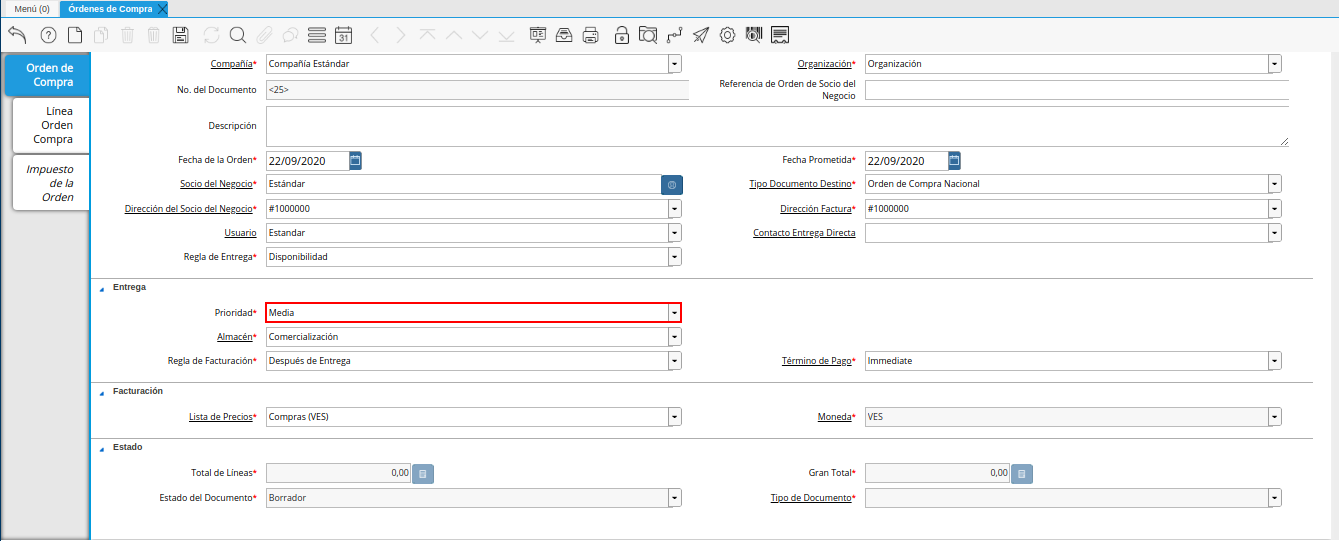 Menú (0) Órdenes de Compra
31
Orden de
Compra
Línea
Orden
Compra
Impuesto
de la
Orden
Compañía* Compañía Estándar Organización* Organización
No. del Documento <25> Referencia de Orden de Socio del
Negocio
Descripción
Fecha de la Orden* 22/09/2020 Fecha Prometida* 22/09/2020
Socio del Negocio* Estándar Tipo Documento Destino* Orden de Compra Nacional
Dirección del Socio del Negocio* #1000000 Dirección Factura* #1000000
Usuario Estandar Contacto Entrega Directa
Regla de Entrega* Disponibilidad
Entrega
Prioridad* Media
Almacén* Comercialización
Regla de Facturación* Después de Entrega Término de Pago* Immediate
Facturación
Lista de Precios* Compras (VES) Moneda* VES
Estado
Total de Líneas* 0,00 Gran Total* 0,00
Estado del Documento* Borrador Tipo de Documento*